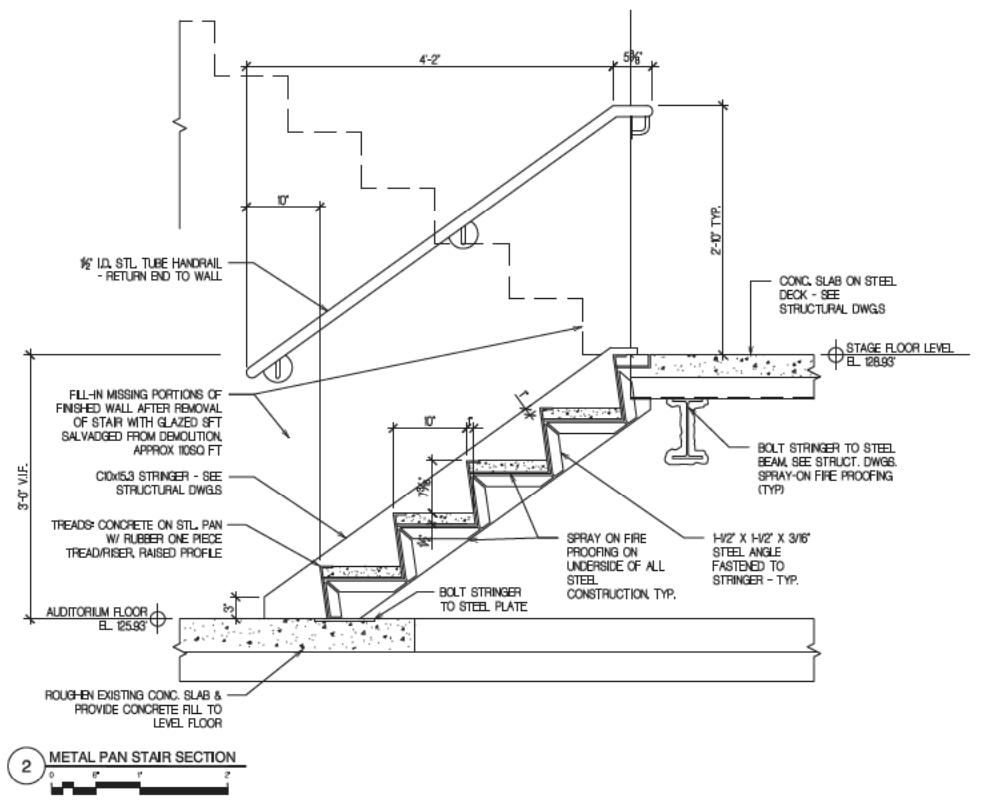 4'-2"
5⅜"
10"
2'-10" TYP.
½" I.D. STL. TUBE HANDRAIL
- RETURN END TO WALL
CONC. SLAB ON STEEL
DECK - SEE
STRUCTURAL DWGS
STAGE FLOOR LEVEL
EL. 128.93'
FILL-IN MISSING PORTIONS OF
FINISHED WALL AFTER REMOVAL
OF STAIR WITH GLAZED SFT
SALVADGED FROM DEMOLITION.
APPROX 110SQ FT
1"
10"
1"
BOLT STRINGER TO STEEL
BEAM, SEE STRUCT. DWGS.
SPRAY-ON FIRE PROOFING
(TYP)
3'-0" V.I.F.
C10x15.3 STRINGER - SEE
STRUCTURAL DWGS
1½"
TREADS: CONCRETE ON STL. PAN
W/ RUBBER ONE PIECE
TREAD/RISER, RAISED PROFILE
SPRAY ON FIRE
PROOFING ON
UNDERSIDE OF ALL
STEEL
CONSTRUCTION, TYP.
1-1/2" X 1-1/2" X 3/16"
STEEL ANGLE
FASTENED TO
STRINGER - TYP.
BOLT STRINGER
TO STEEL PLATE
3"
AUDITORIUM FLOOR
EL. 125.93'
ROUGHEN EXISTING CONC. SLAB &
PROVIDE CONCRETE FILL TO
LEVEL FLOOR
2 METAL PAN STAIR SECTION
0 6" 1' 2'